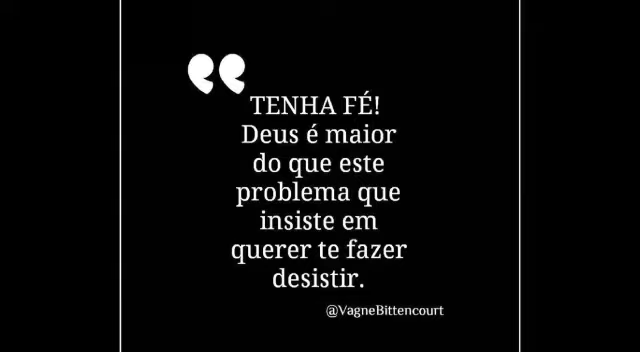 TENHA FÉ!
Deus é maior
do que este
problema que
insiste em
querer te fazer
desistir.
@VagneBittencourt